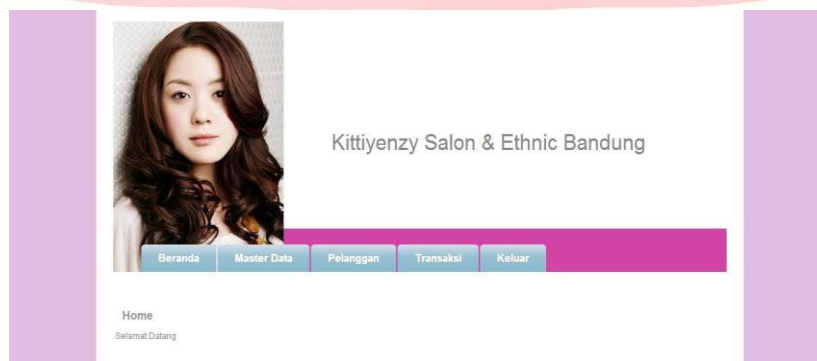 Kittiyenzy Salon & Ethnic Bandung
Beranda Master Data Pelanggan Transaksi Keluar
Home
Selamat Datang